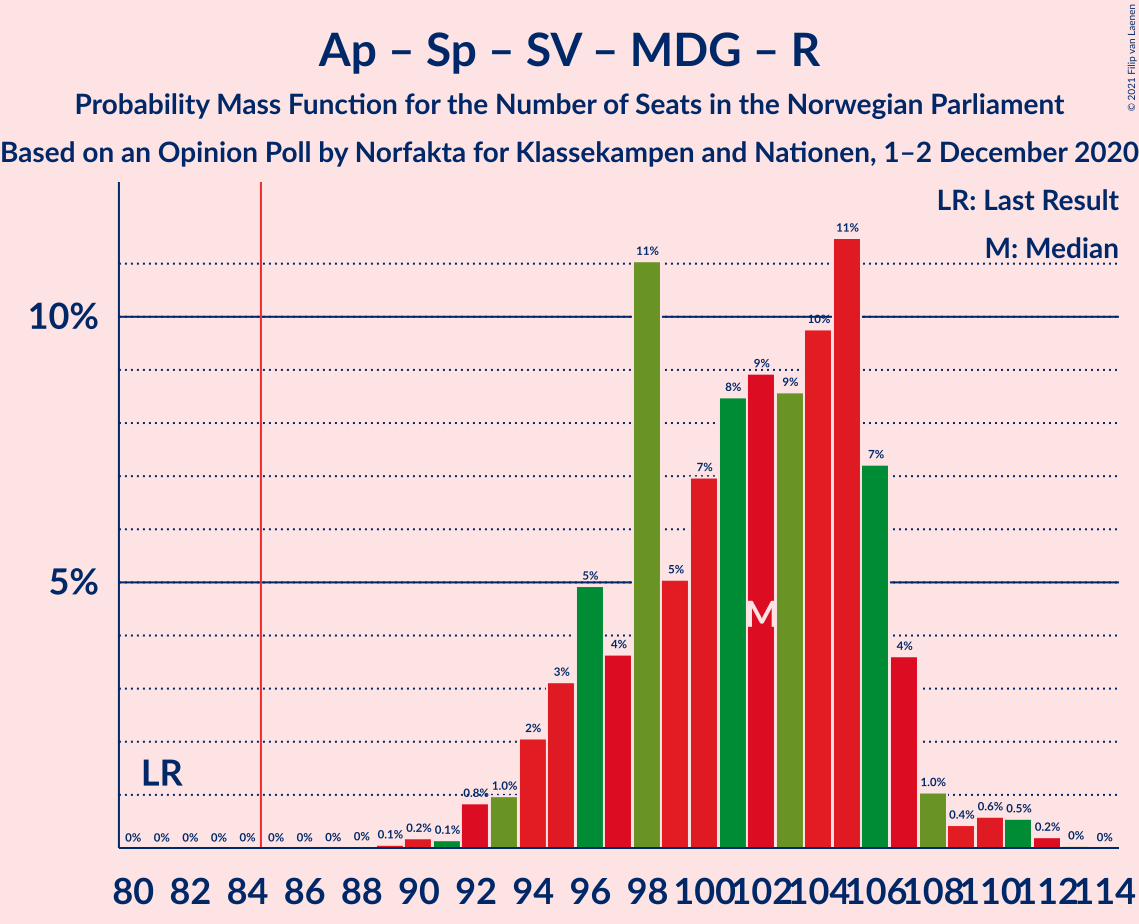 Ap – Sp – SV – MDG – R
Probability Mass Function for the Number of Seats in the Norwegian Parliament
Based on an Opinion Poll by Norfakta for Klassekampen and Nationen, 1–2 December 2020
© 2021 Filip van Laenen
LR: Last Result
M: Median
10%
5%
LR
M
0% 0% 0% 0% 0% 0% 0% 0% 0% 0.1% 0.2% 0.1% 0.8% 1.0% 2% 3% 5% 4% 11% 5% 7% 8% 9% 9% 10% 11% 7% 4% 1.0% 0.4% 0.6% 0.5% 0.2% 0% 0%
80 82 84 86 88 90 92 94 96 98 100 102 104 106 108 110 112 114